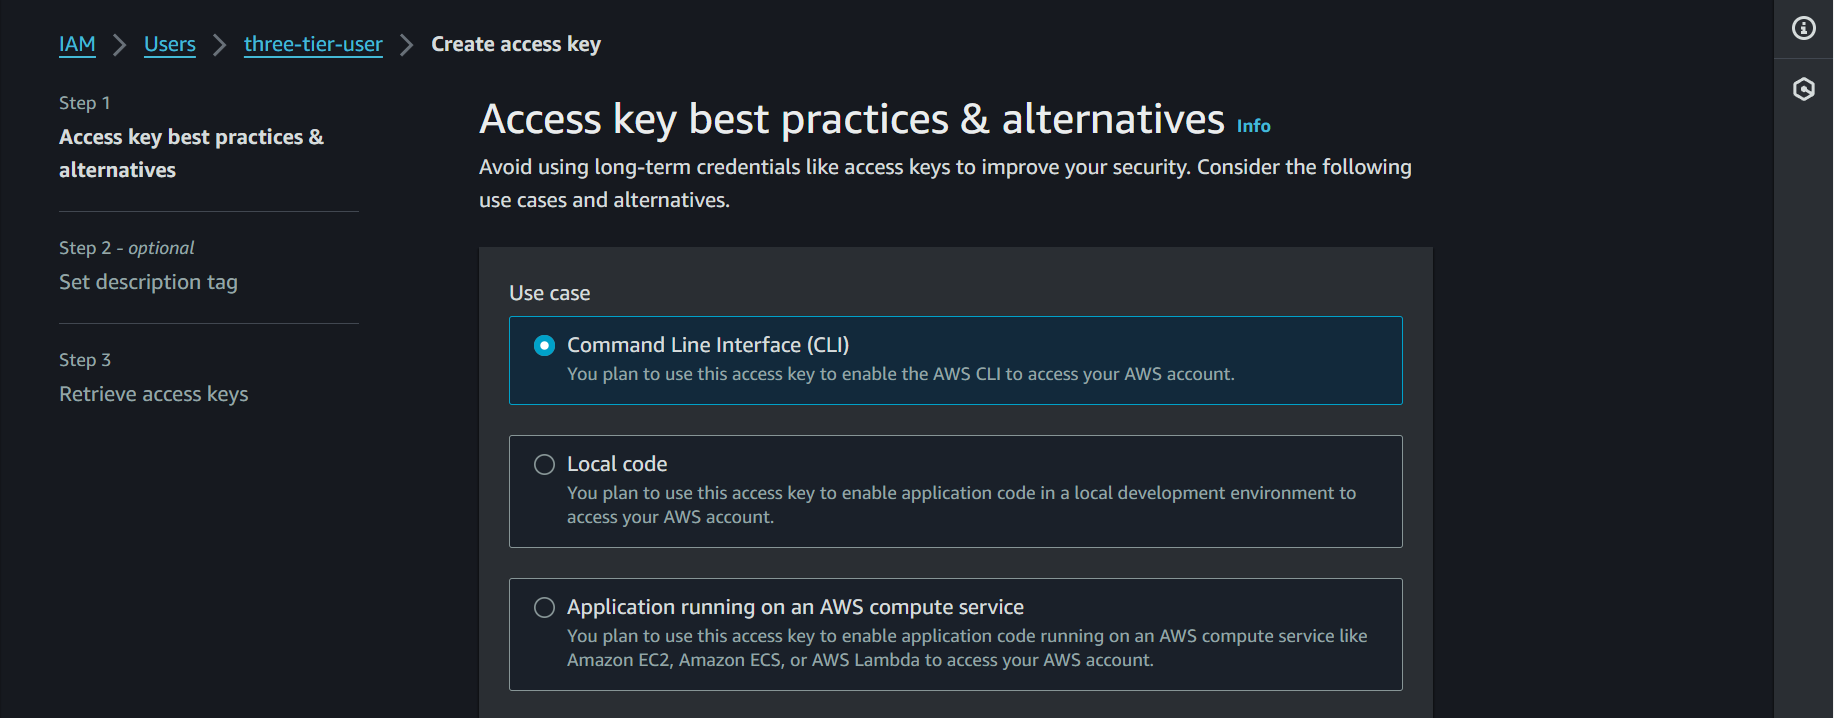 IAM > Users > three-tier-user > Create access key
Step 1
Access key best practices &
alternatives
Step 2 - optional
Set description tag
Step 3
Retrieve access keys
Access key best practices & alternatives Info
Avoid using long-term credentials like access keys to improve your security. Consider the following
use cases and alternatives.
Use case
Command Line Interface (CLI)
You plan to use this access key to enable the AWS CLI to access your AWS account.
Local code
You plan to use this access key to enable application code in a local development environment to
access your AWS account.
Application running on an AWS compute service
You plan to use this access key to enable application code running on an AWS compute service like
Amazon EC2, Amazon ECS, or AWS Lambda to access your AWS account.